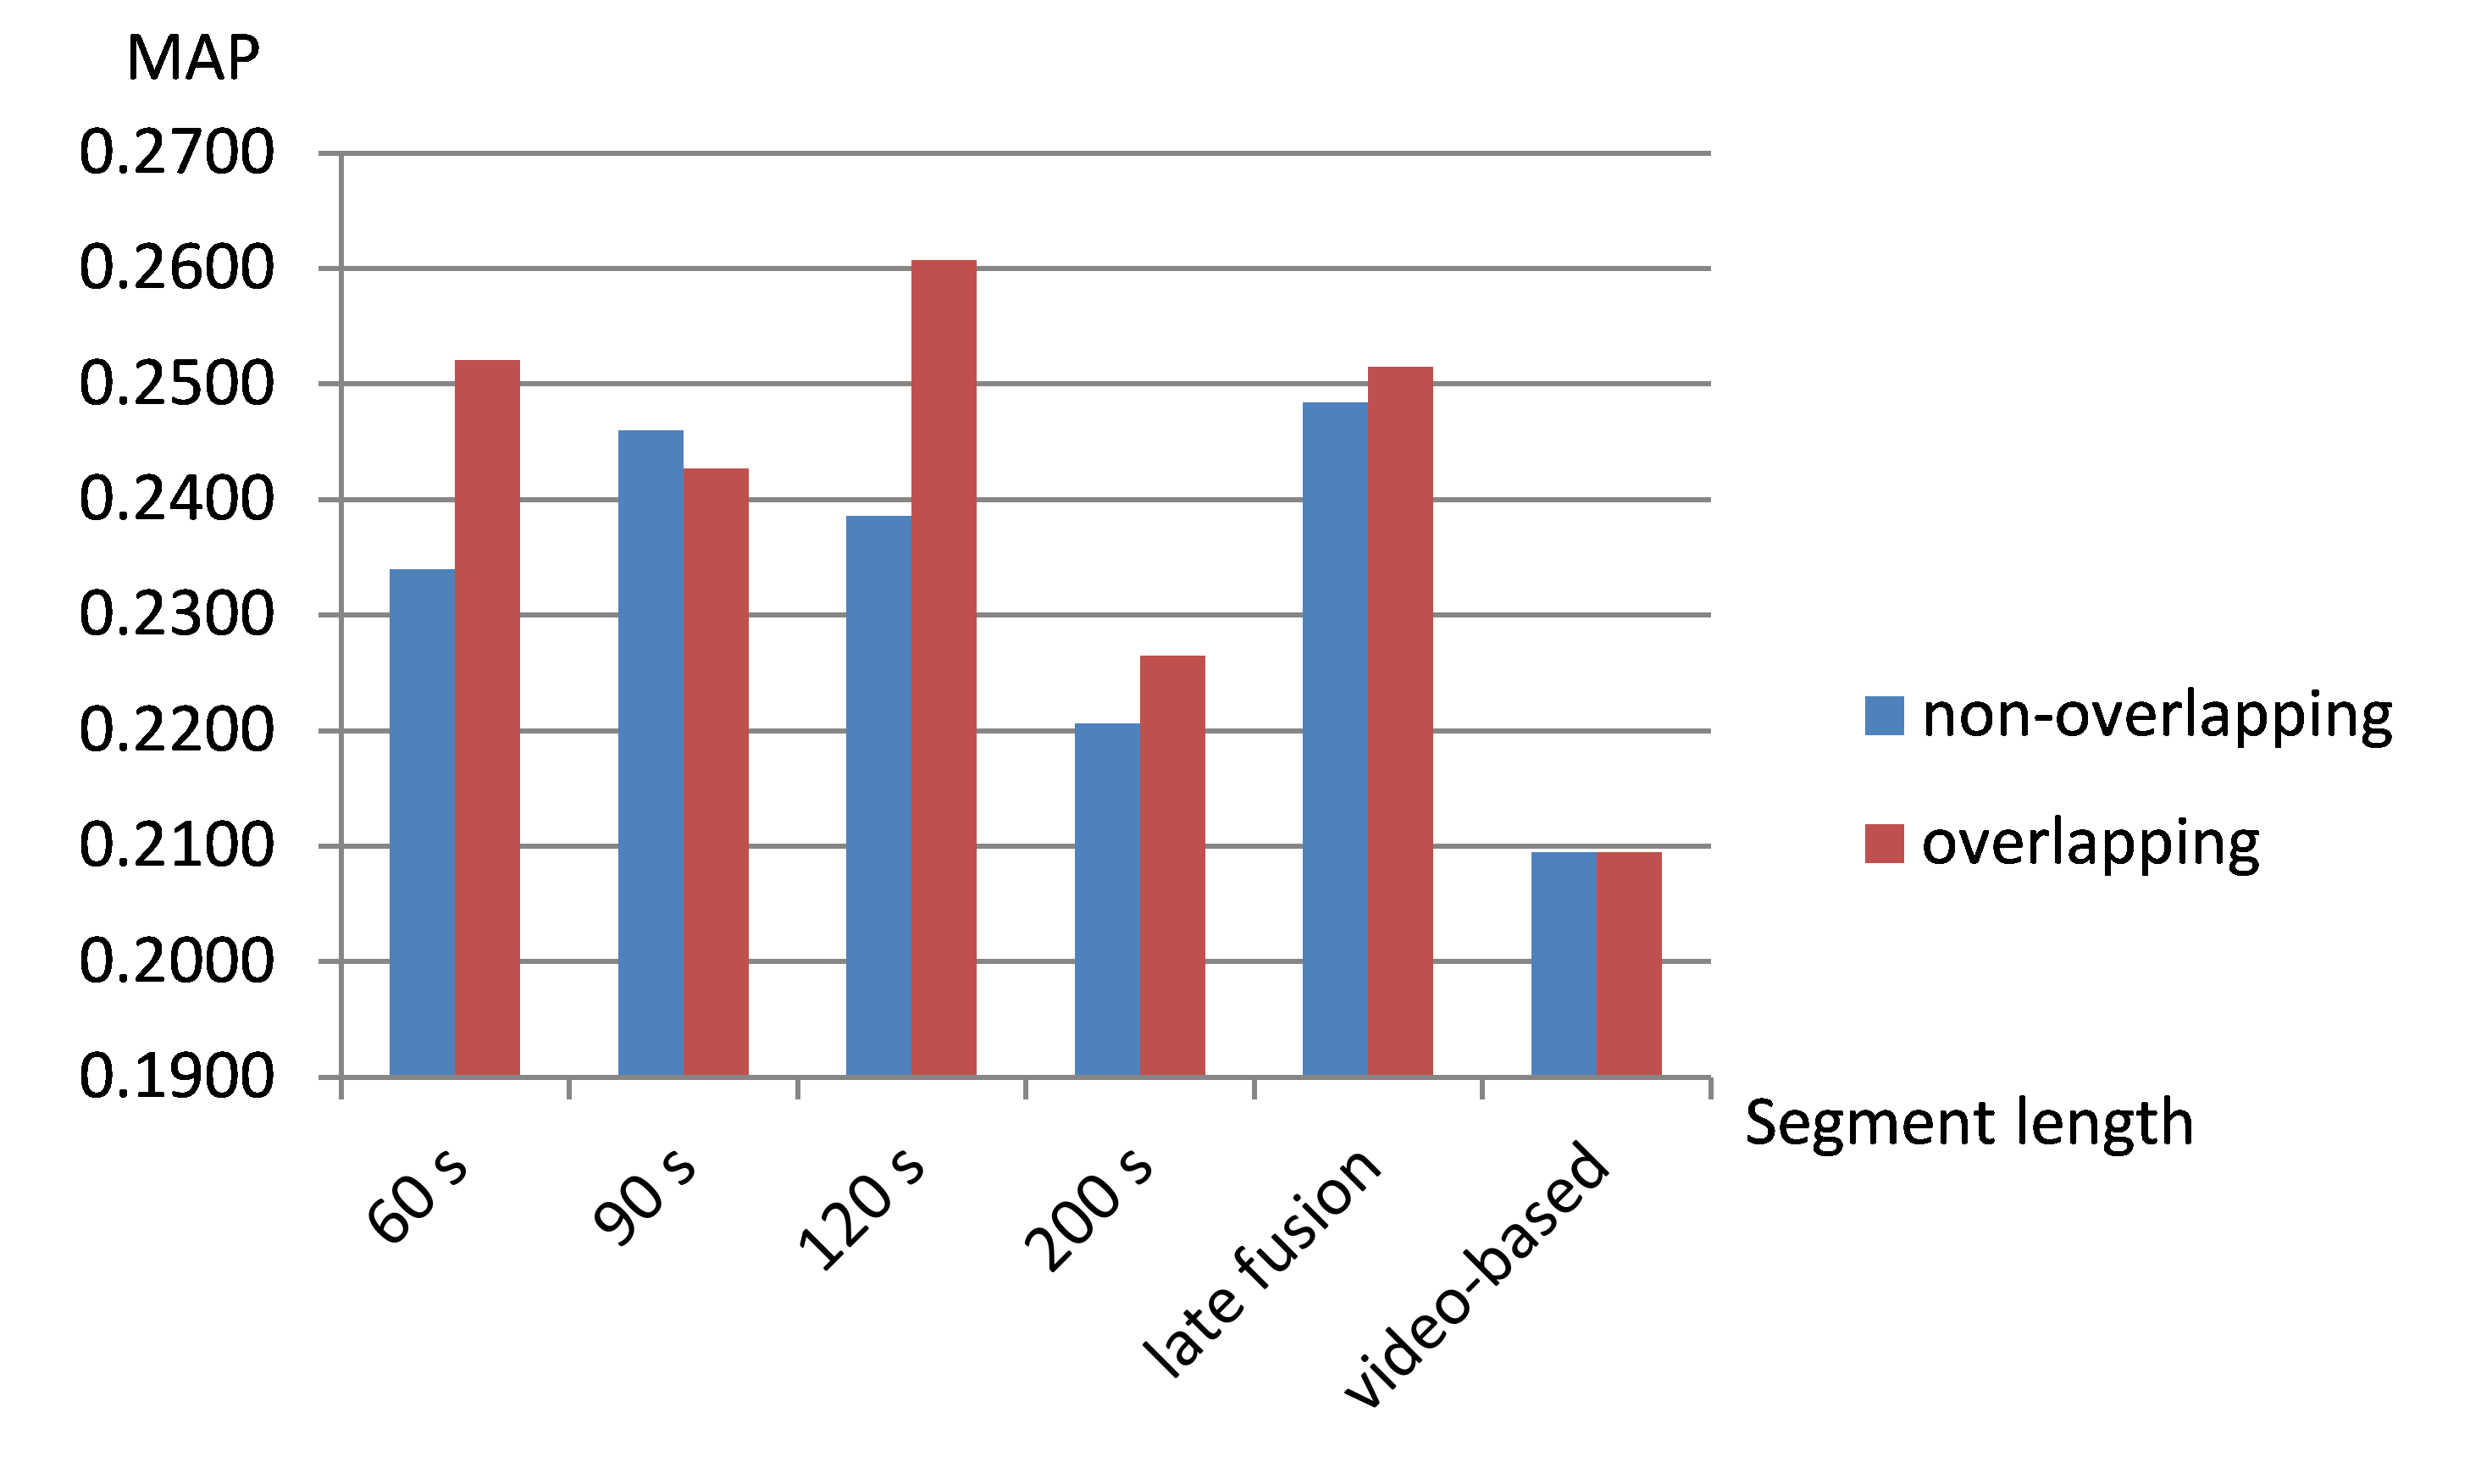 MAP
0.2700
0.2600
0.2500
0.2400
0.2300
0.2200
0.2100
0.2000
0.1900
60 s
90 s
120 s
200 s
late fusion
video-based
Segment length
non-overlapping
overlapping